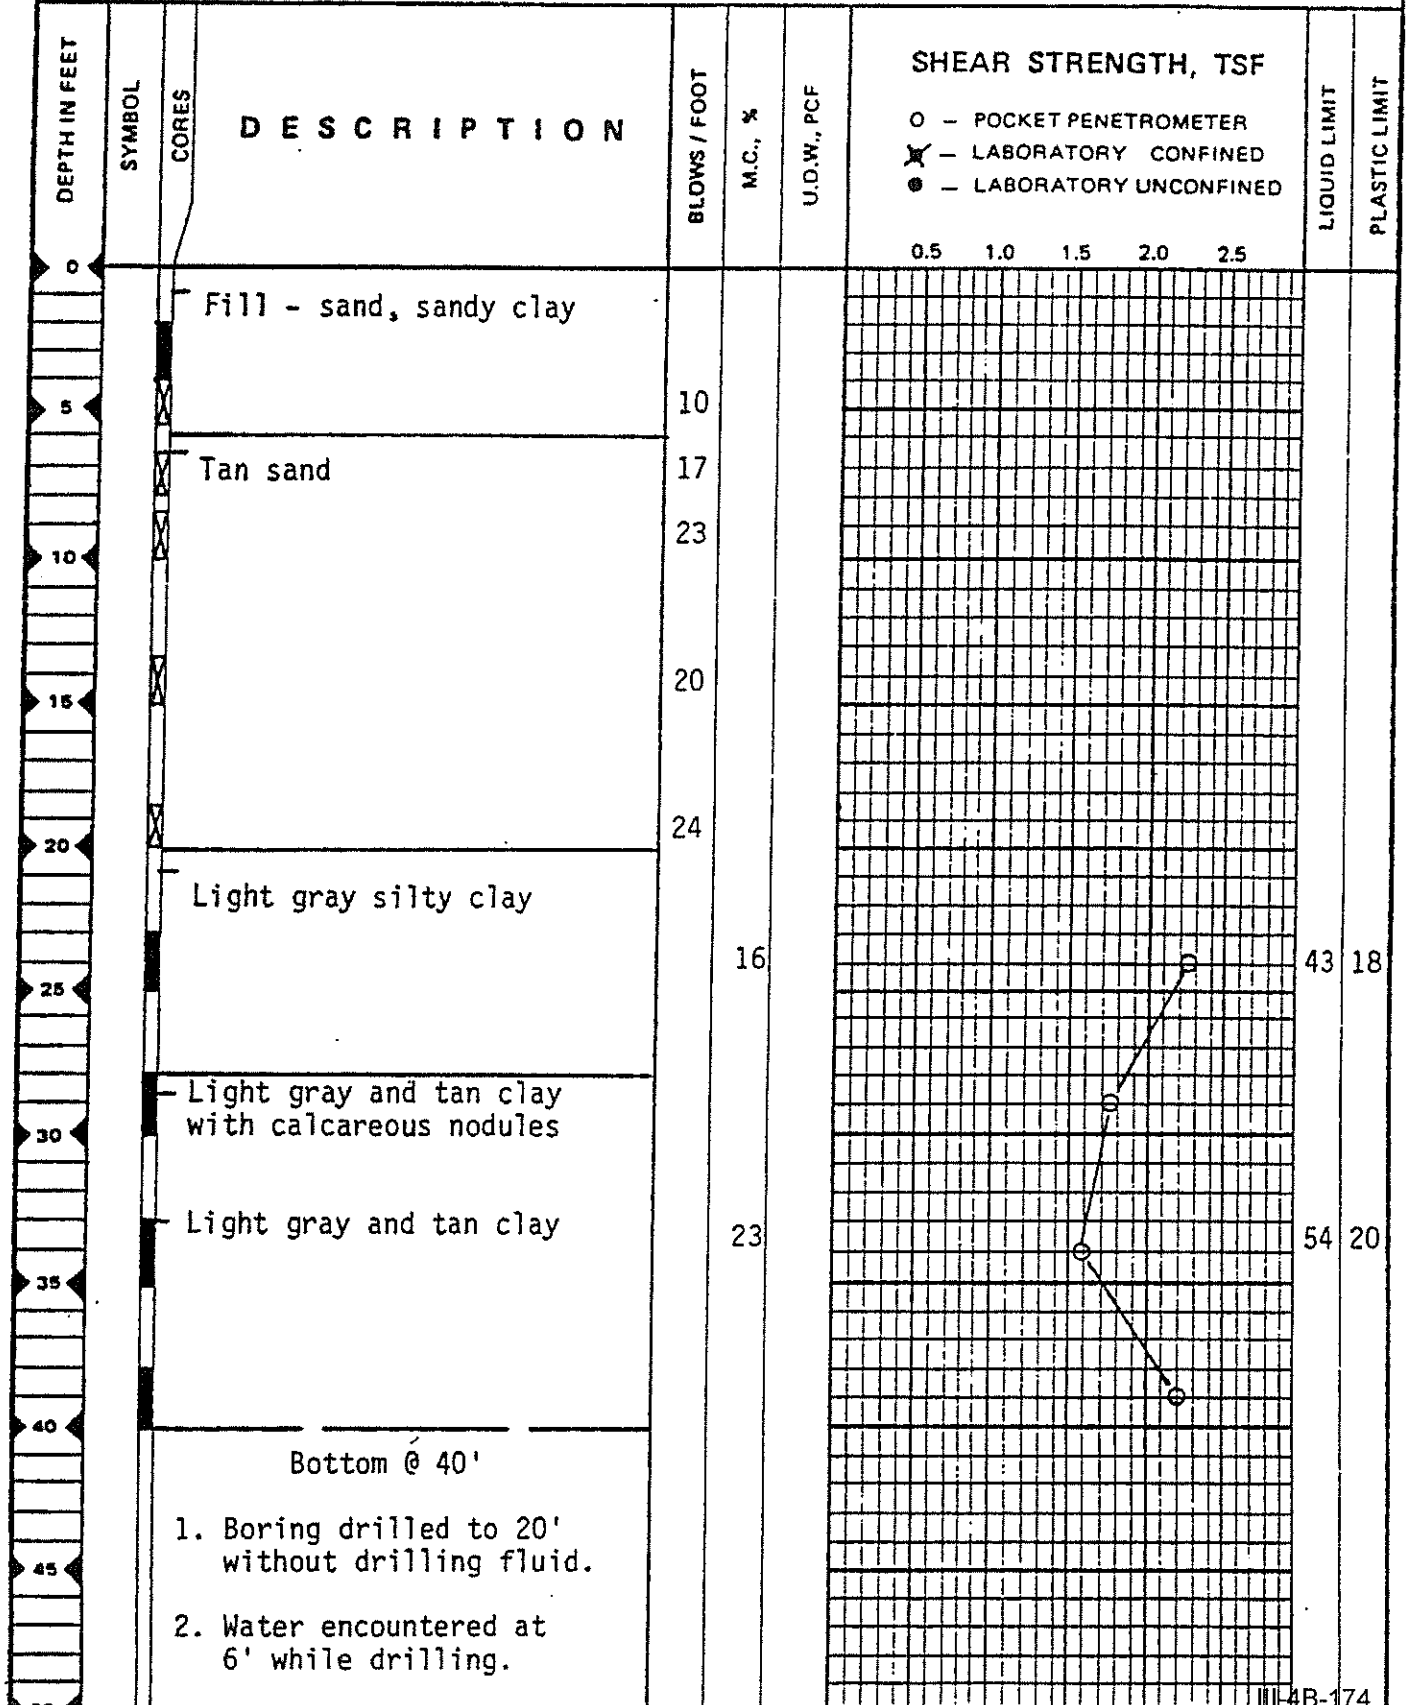 DEPTH IN FEET
SYMBOL
CORES
DESCRIPTION
BLOWS / FOOT
M.C., %
U.D.W., PCF
SHEAR STRENGTH, TSF
O – POCKET PENETROMETER
– LABORATORY CONFINED
● – LABORATORY UNCONFINED
0.5 1.0 1.5 2.0 2.5
LIQUID LIMIT
PLASTIC LIMIT
0
Fill - sand, sandy clay
5
10
Tan sand
17
23
10
20
15
24
20
Light gray silty clay
16
43 18
25
Light gray and tan clay
with calcareous nodules
30
Light gray and tan clay
23
54 20
35
40
Bottom @ 40'
1. Boring drilled to 20'
without drilling fluid.
45
2. Water encountered at
6' while drilling.
III-4B-174